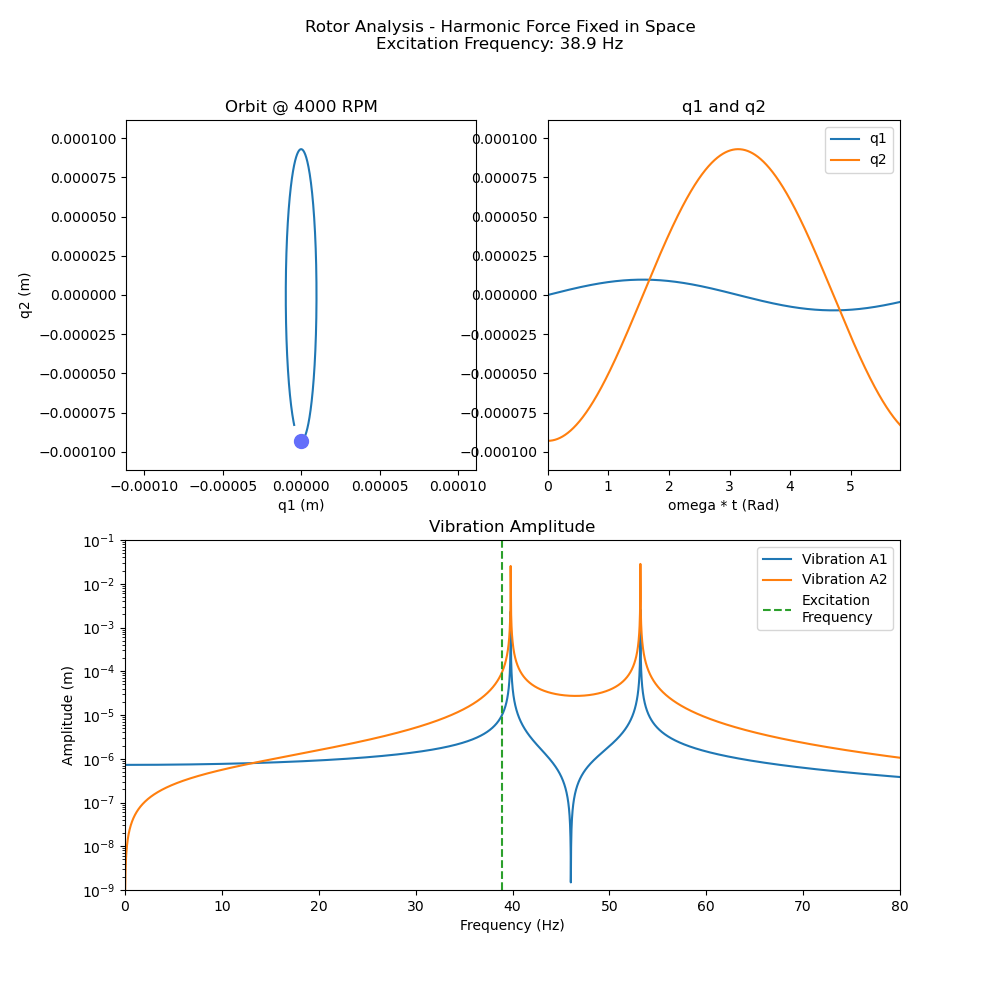 Rotor Analysis - Harmonic Force Fixed in Space
Excitation Frequency: 38.9 Hz
Orbit @ 4000 RPM
q2 (m)
0.000100
0.000075
0.000050
0.000025
0.000000
−0.000025
−0.000050
−0.000075
−0.000100
−0.00010 −0.00005 0.00000 0.00005 0.00010
q1 (m)
q1 and q2
q1
q2
0.000100
0.000075
0.000050
0.000025
0.000000
−0.000025
−0.000050
−0.000075
−0.000100
0 1 2 3 4 5
omega * t (Rad)
Vibration Amplitude
Vibration A1
Vibration A2
Excitation
Frequency
Amplitude (m)
10⁻¹
10⁻²
10⁻³
10⁻⁴
10⁻⁵
10⁻⁶
10⁻⁷
10⁻⁸
10⁻⁹
0 10 20 30 40 50 60 70 80
Frequency (Hz)